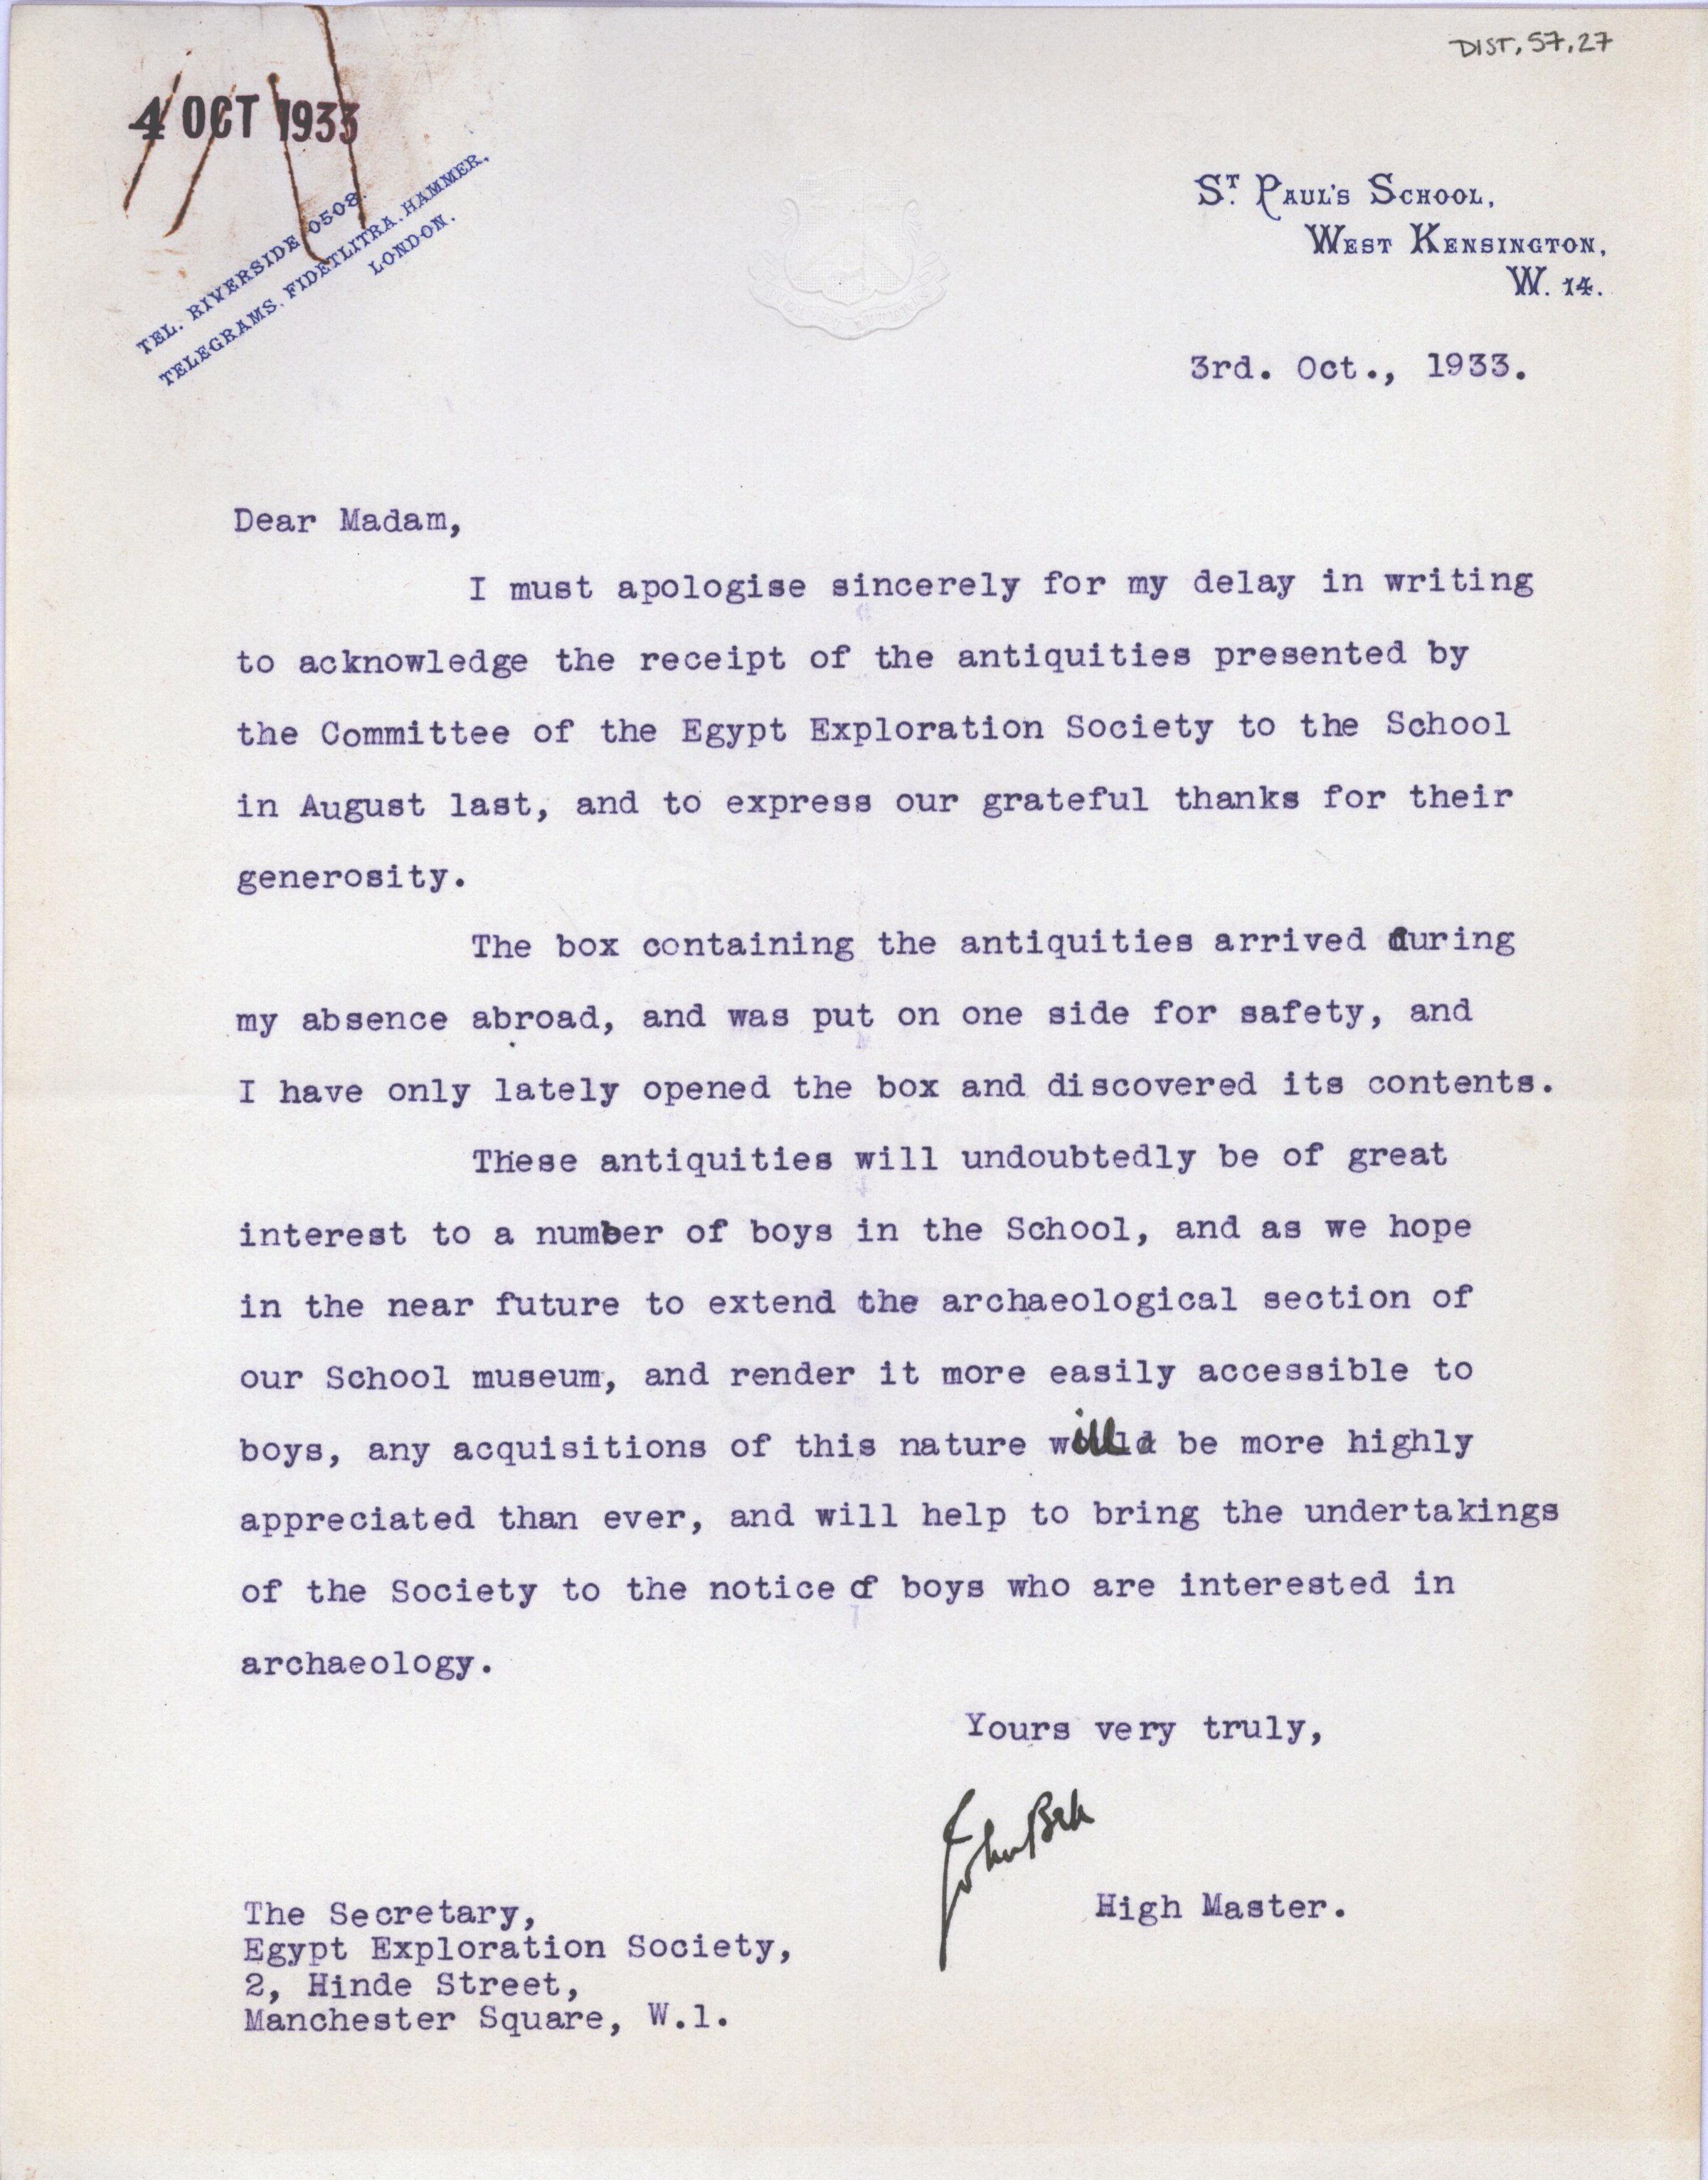 DIST. 57.27
4 OCT 1933
TEL. RIVERSIDE 0508.
TELEGRAMS. FIDETLITRA. HAMMER,
LONDON.
ST. PAUL'S SCHOOL,
WEST KENSINGTON,
W. 14.
3rd. Oct., 1933.
Dear Madam,
I must apologise sincerely for my delay in writing
to acknowledge the receipt of the antiquities presented by
the Committee of the Egypt Exploration Society to the School
in August last, and to express our grateful thanks for their
generosity.
The box containing the antiquities arrived during
my absence abroad, and was put on one side for safety, and
I have only lately opened the box and discovered its contents.
These antiquities will undoubtedly be of great
interest to a number of boys in the School, and as we hope
in the near future to extend the archaeological section of
our School museum, and render it more easily accessible to
boys, any acquisitions of this nature will be more highly
appreciated than ever, and will help to bring the undertakings
of the Society to the notice of boys who are interested in
archaeology.
Yours very truly,
John Bell
High Master.
The Secretary,
Egypt Exploration Society,
2, Hinde Street,
Manchester Square, W.1.